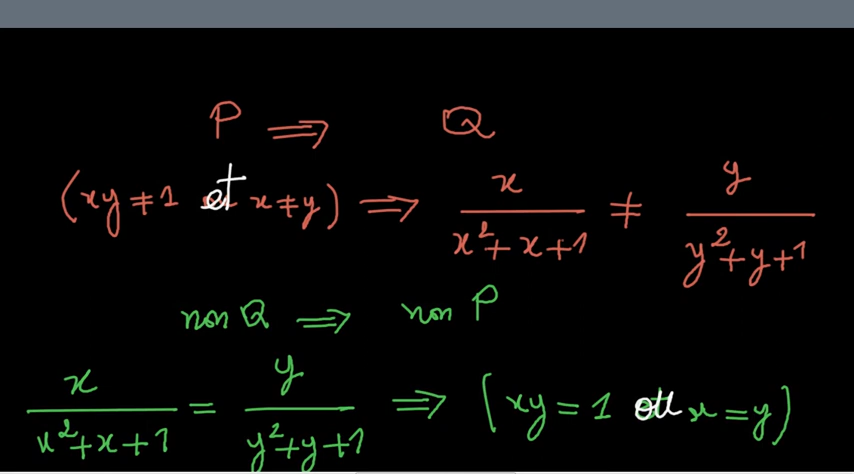 P ⟹ Q
(xy ≠ 1 et x ≠ y) ⟹ x/(x²+x+1) ≠ y/(y²+y+1)
non Q ⟹ non P
x/(x²+x+1) = y/(y²+y+1) ⟹ (xy = 1 ou x = y)